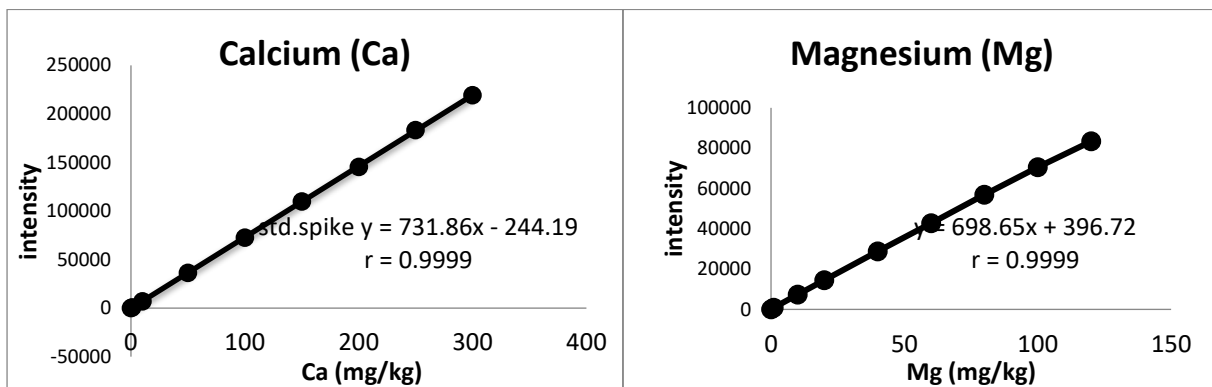 Calcium (Ca)
250000
200000
150000
100000
50000
0
-50000
intensity
std.spike y = 731.86x - 244.19
r = 0.9999
0 100 200 300 400
Ca (mg/kg)
Magnesium (Mg)
100000
80000
60000
40000
20000
0
intensity
y = 698.65x + 396.72
r = 0.9999
0 50 100 150
Mg (mg/kg)